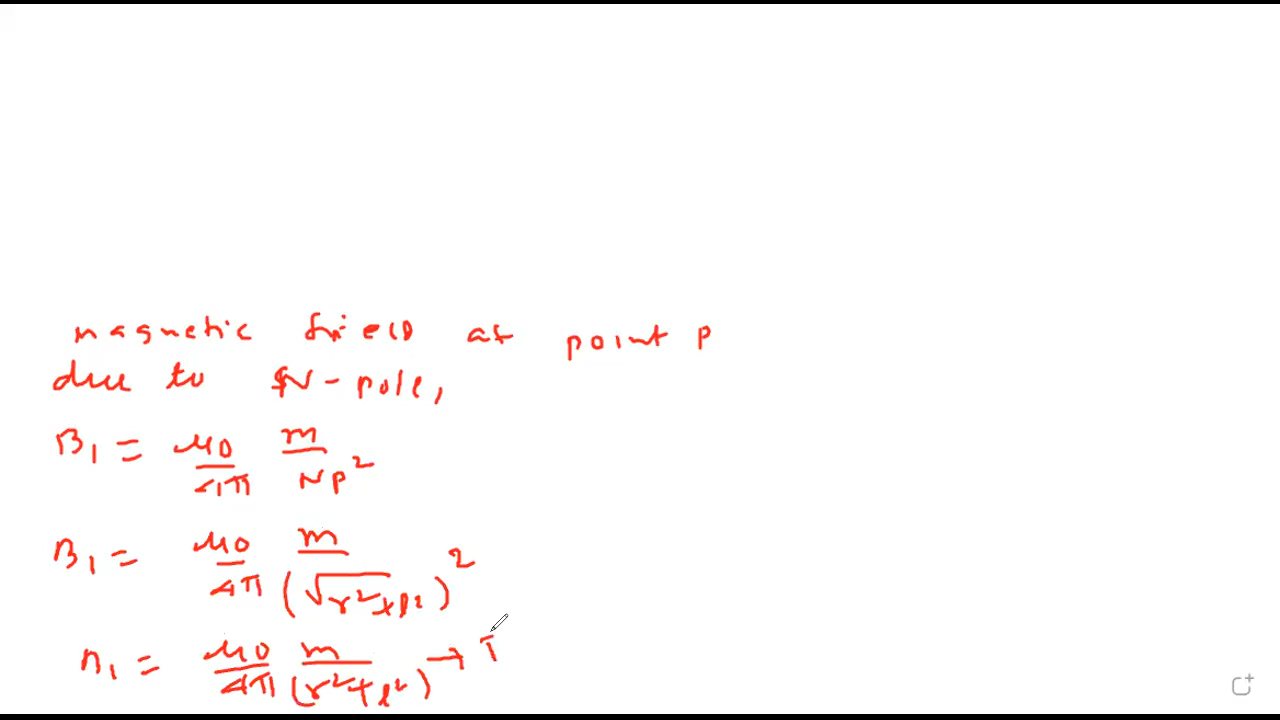 magnetic field at point P
due to N-pole,
B₁ = μ₀/4π m/NP²
B₁ = μ₀/4π m/(√r²+l²)²
B₁ = μ₀/4π m/(r²+l²) → I